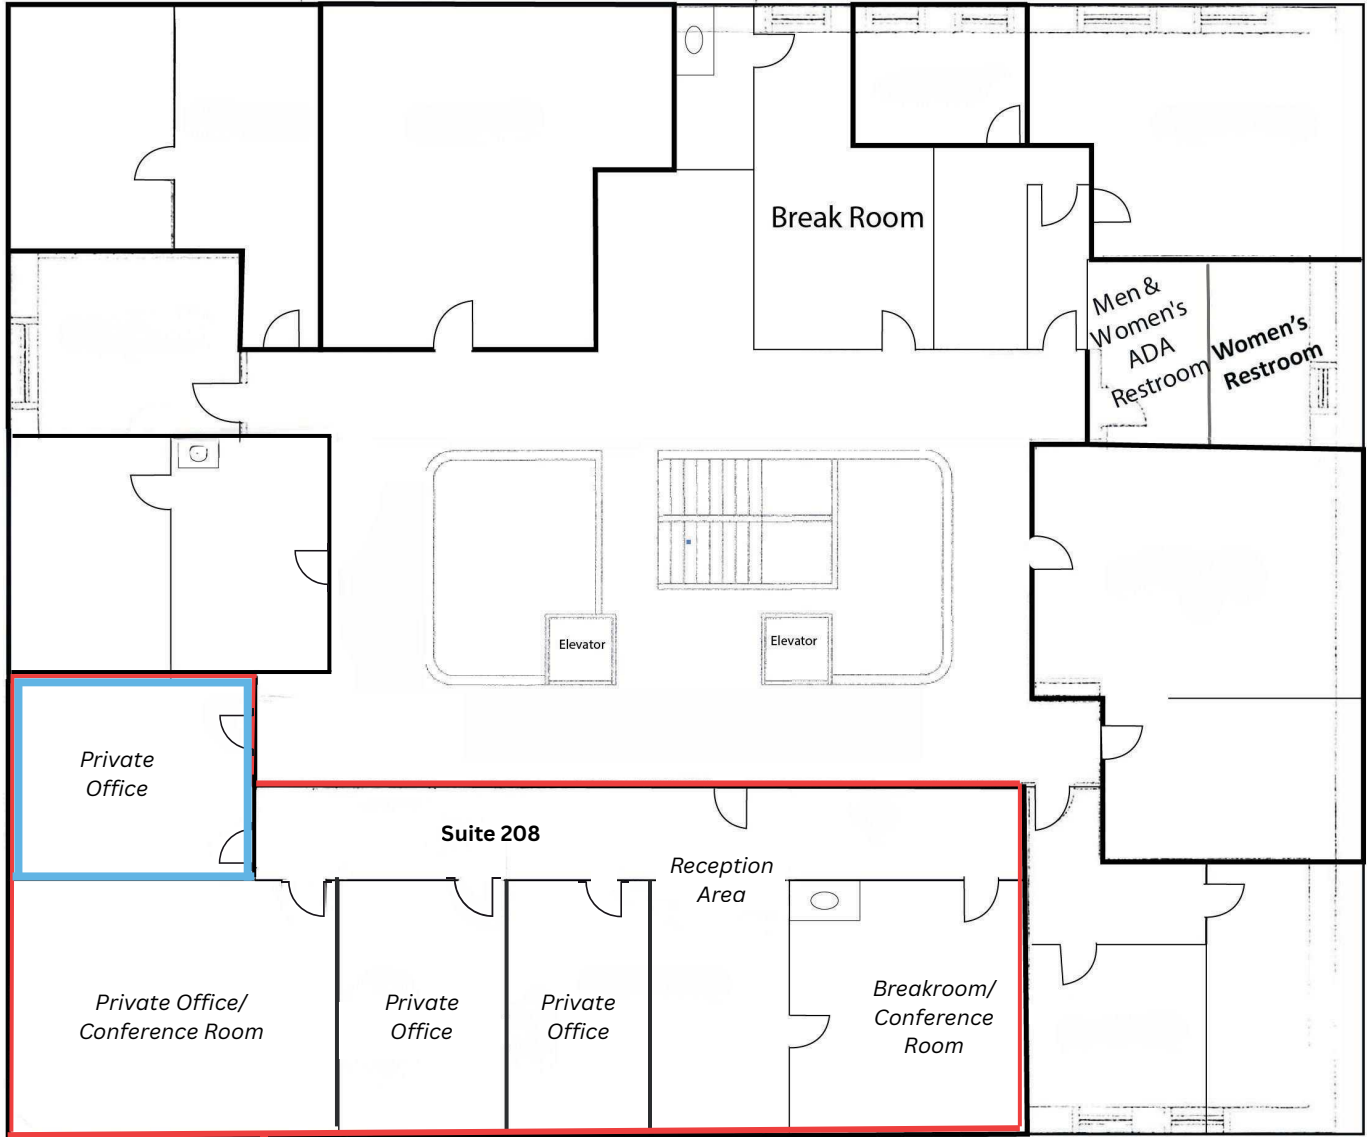 Break Room
Men &
Women's
ADA
Restroom
Women's
Restroom
Elevator
Elevator
Private
Office
Suite 208
Reception
Area
Private Office/
Conference Room
Private
Office
Private
Office
Breakroom/
Conference
Room